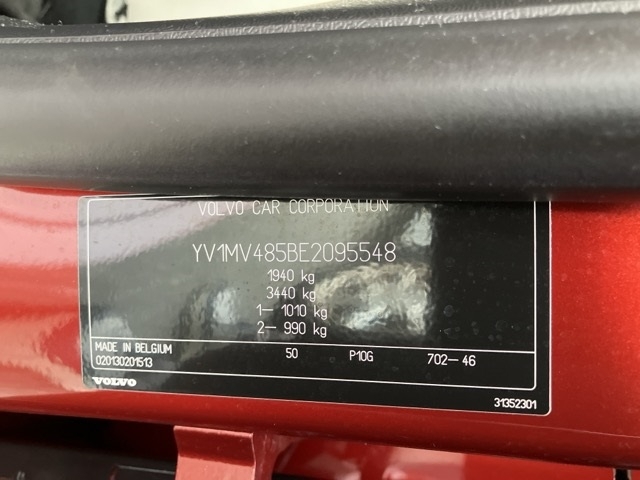 VOLVO CAR CORPORATION
YV1MV485BE2095548
1940 kg
3440 kg
1- 1010 kg
2- 990 kg
MADE IN BELGIUM 50 P10G 702-46
020130201513
VOLVO
31352301